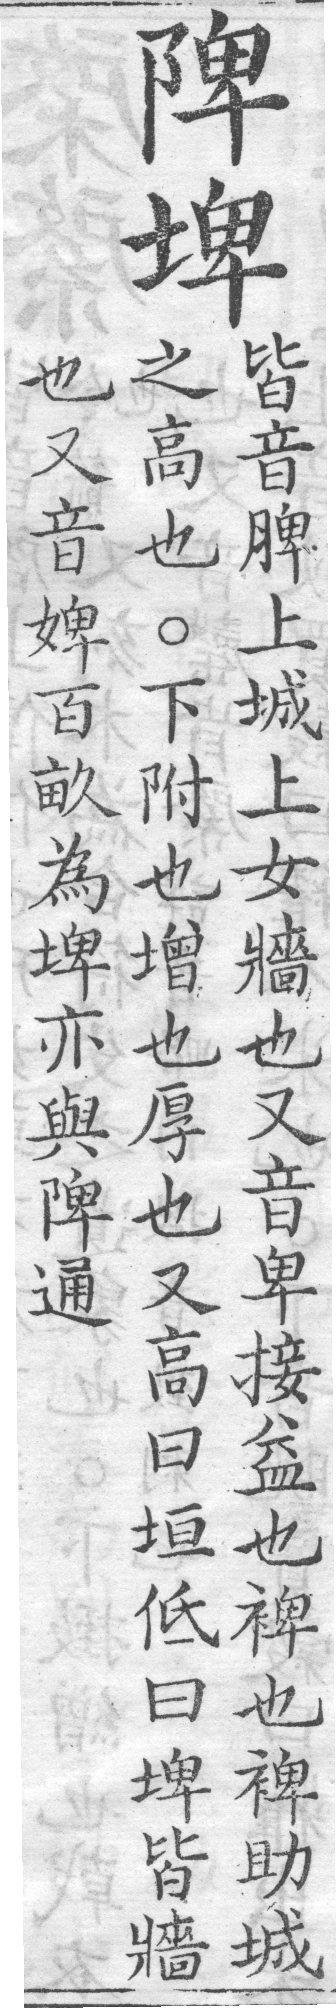 陴埤
皆音脾上城上女牆也又音卑接益也裨也裨助城
之高也○下附也增也厚也又高曰垣低曰埤皆牆
也又音婢百畝為埤亦與陴通